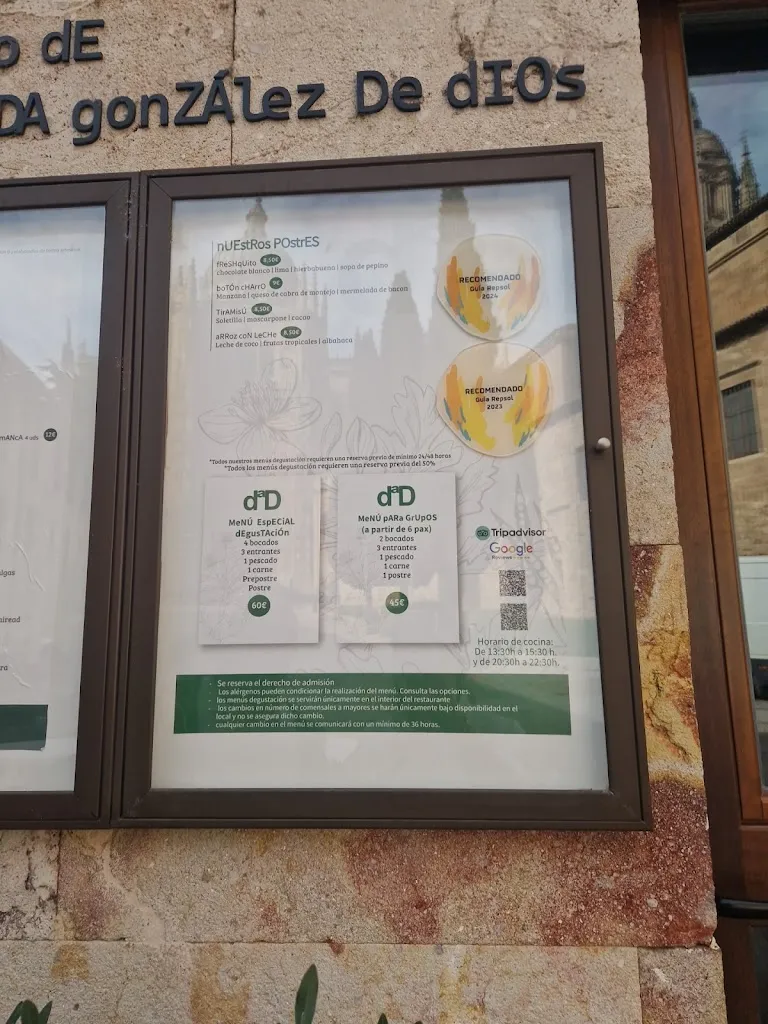 o dE
DA gonZÁlez De dIOs
nUEstRos POstrES
fReSHquito 8,50€
chocolate blanco | lima | hierbabuena | sopa de pepino
boTÓn cHArro 9€
Manzana | queso de cabra de montejo | mermelada de bacon
TirAMisÚ 8,50€
Soletilla | mascarpone | cacao
aRRoz coN LeCHe 8,50€
Leche de coco | frutas tropicales | albahaca
RECOMENDADO
Guía Repsol
2024
RECOMENDADO
Guía Repsol
2023
mANcA 4 uds 12€
*Todos nuestros menús degustación requieren una reserva previa de mínimo 24/48 horas
*Todos los menús degustación requieren una reserva previa del 50%
daD
MeNÚ EspECiAL
dEgusTAciÓn
4 bocados
3 entrantes
1 pescado
1 carne
Prepostre
Postre
60€
daD
MeNÚ pARa GrUpOS
(a partir de 6 pax)
2 bocados
3 entrantes
1 pescado
1 carne
1 postre
45€
Tripadvisor
Google
Horario de cocina:
De 13:30h a 15:30 h.
y de 20:30h a 22:30h.
- Se reserva el derecho de admisión
- Los alérgenos pueden condicionar la realización del menú. Consulta las opciones.
- los menus degustación se servirán únicamente en el interior del restaurante
- los cambios en número de comensales a mayores se harán únicamente bajo disponibilidad en el
local y no se asegura dicho cambio.
- cualquier cambio en el menú se comunicará con un mínimo de 36 horas.